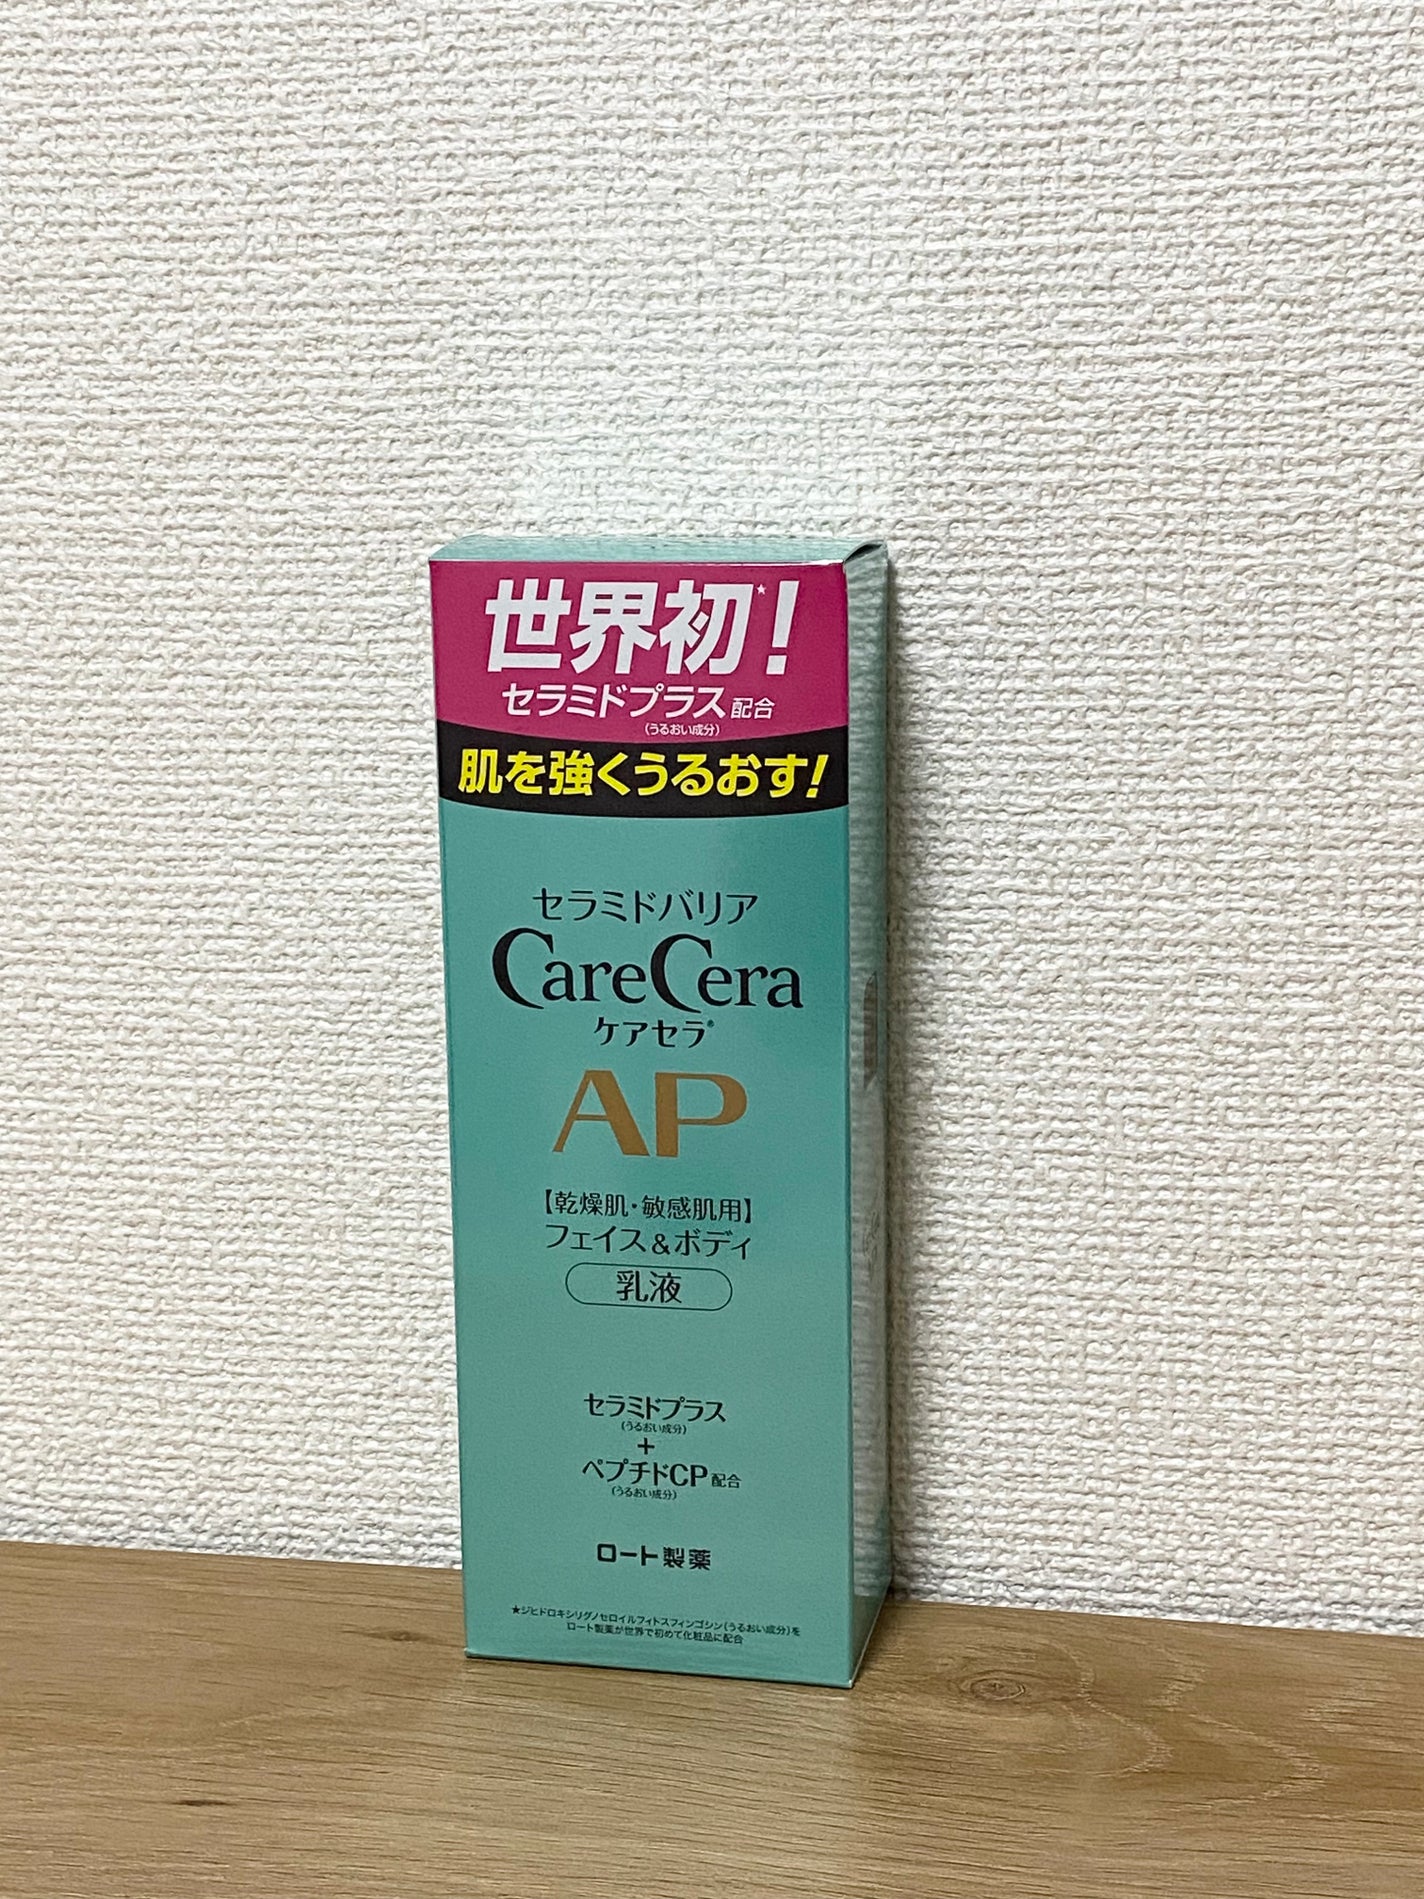 世界初★!
セラミドプラス配合
(うるおい成分)
肌を強くうるおす!
セラミドバリア
CareCera
ケアセラ®
AP
【乾燥肌・敏感肌用】
フェイス&ボディ
乳液
セラミドプラス
(うるおい成分)
+
ペプチドCP配合
(うるおい成分)
ロート製薬
★ジヒドロキシリグノセロイルフィトスフィンゴシン(うるおい成分)を
ロート製薬が世界で初めて化粧品に配合